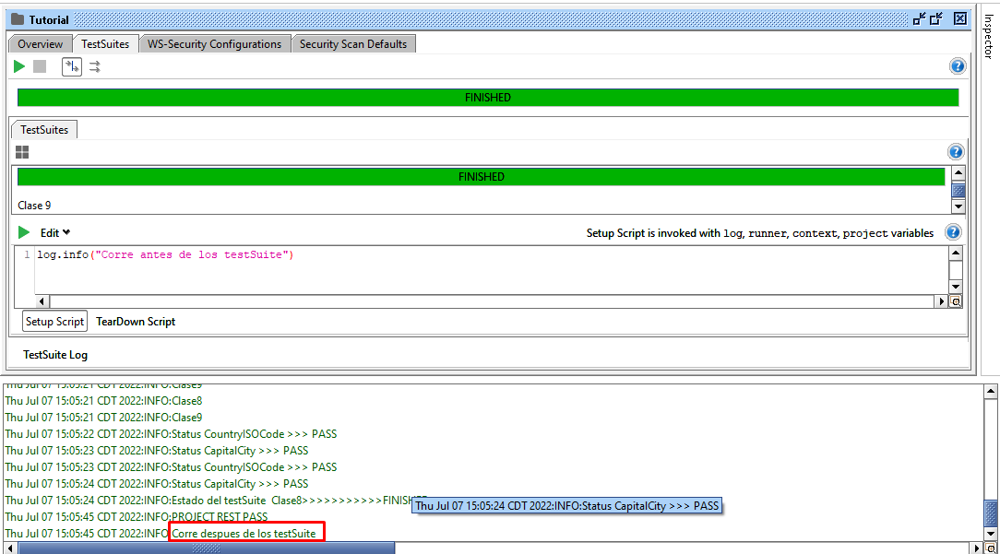 Tutorial
Inspector
Overview TestSuites WS-Security Configurations Security Scan Defaults
FINISHED
TestSuites
FINISHED
Clase 9
Edit Setup Script is invoked with log, runner, context, project variables
1 log.info("Corre antes de los testSuite")
Setup Script TearDown Script
TestSuite Log
Thu Jul 07 15:05:21 CDT 2022:INFO:Clase9
Thu Jul 07 15:05:21 CDT 2022:INFO:Clase8
Thu Jul 07 15:05:21 CDT 2022:INFO:Clase9
Thu Jul 07 15:05:22 CDT 2022:INFO:Status CountryISOCode >>> PASS
Thu Jul 07 15:05:23 CDT 2022:INFO:Status CapitalCity >>> PASS
Thu Jul 07 15:05:23 CDT 2022:INFO:Status CountryISOCode >>> PASS
Thu Jul 07 15:05:24 CDT 2022:INFO:Status CapitalCity >>> PASS
Thu Jul 07 15:05:24 CDT 2022:INFO:Estado del testSuite Clase8>>>>>>>>>>>FINISHED
Thu Jul 07 15:05:24 CDT 2022:INFO:Status CapitalCity >>> PASS
Thu Jul 07 15:05:45 CDT 2022:INFO:PROJECT REST PASS
Thu Jul 07 15:05:45 CDT 2022:INFO:Corre despues de los testSuite